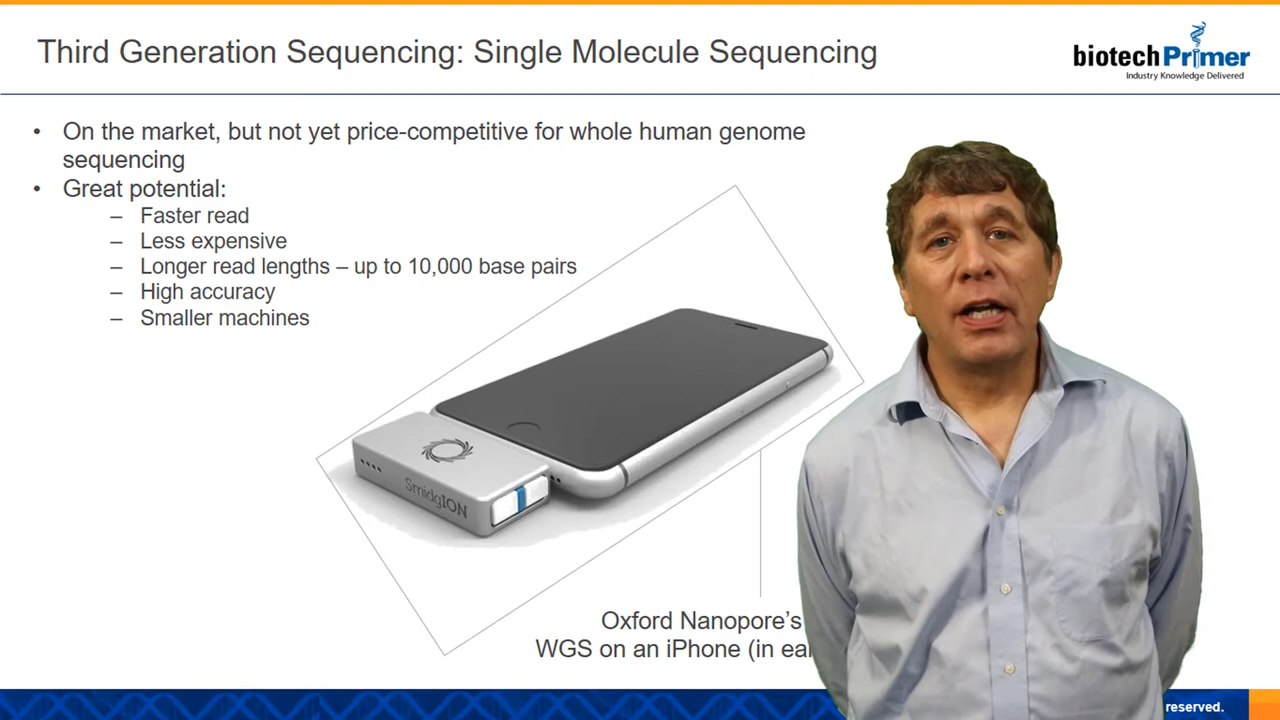 Third Generation Sequencing: Single Molecule Sequencing
biotechPrimer
Industry Knowledge Delivered
• On the market, but not yet price-competitive for whole human genome
sequencing
• Great potential:
– Faster read
– Less expensive
– Longer read lengths – up to 10,000 base pairs
– High accuracy
– Smaller machines
SmidgION
Oxford Nanopore's
WGS on an iPhone (in
reserved.